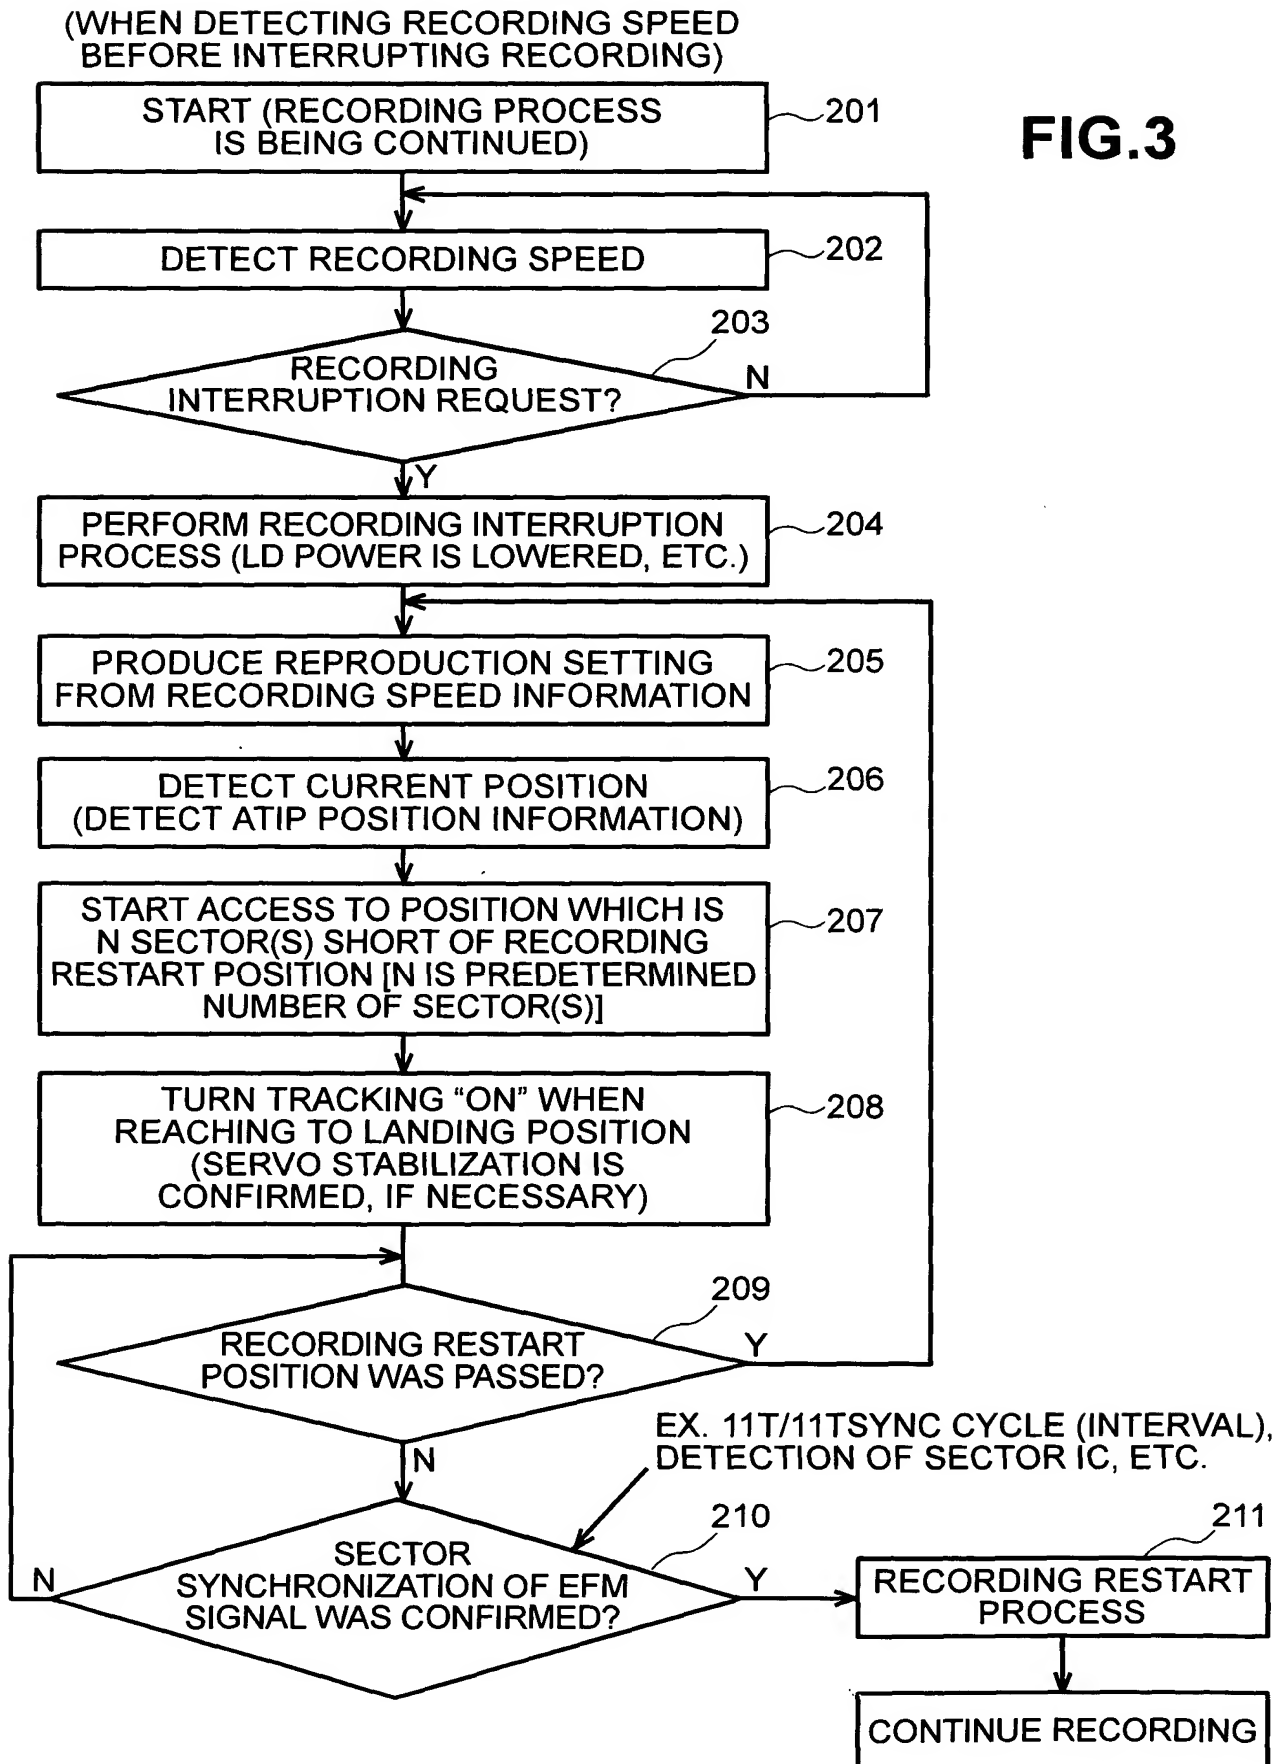 (WHEN DETECTING RECORDING SPEED
BEFORE INTERRUPTING RECORDING)
FIG.3
START (RECORDING PROCESS
IS BEING CONTINUED)
201
DETECT RECORDING SPEED
202
203
RECORDING
INTERRUPTION REQUEST?
N
Y
PERFORM RECORDING INTERRUPTION
PROCESS (LD POWER IS LOWERED, ETC.)
204
PRODUCE REPRODUCTION SETTING
FROM RECORDING SPEED INFORMATION
205
DETECT CURRENT POSITION
(DETECT ATIP POSITION INFORMATION)
206
START ACCESS TO POSITION WHICH IS
N SECTOR(S) SHORT OF RECORDING
RESTART POSITION [N IS PREDETERMINED
NUMBER OF SECTOR(S)]
207
TURN TRACKING “ON” WHEN
REACHING TO LANDING POSITION
(SERVO STABILIZATION IS
CONFIRMED, IF NECESSARY)
208
209
RECORDING RESTART
POSITION WAS PASSED?
Y
N
EX. 11T/11TSYNC CYCLE (INTERVAL),
DETECTION OF SECTOR IC, ETC.
210
SECTOR
SYNCHRONIZATION OF EFM
SIGNAL WAS CONFIRMED?
N
Y
211
RECORDING RESTART
PROCESS
CONTINUE RECORDING